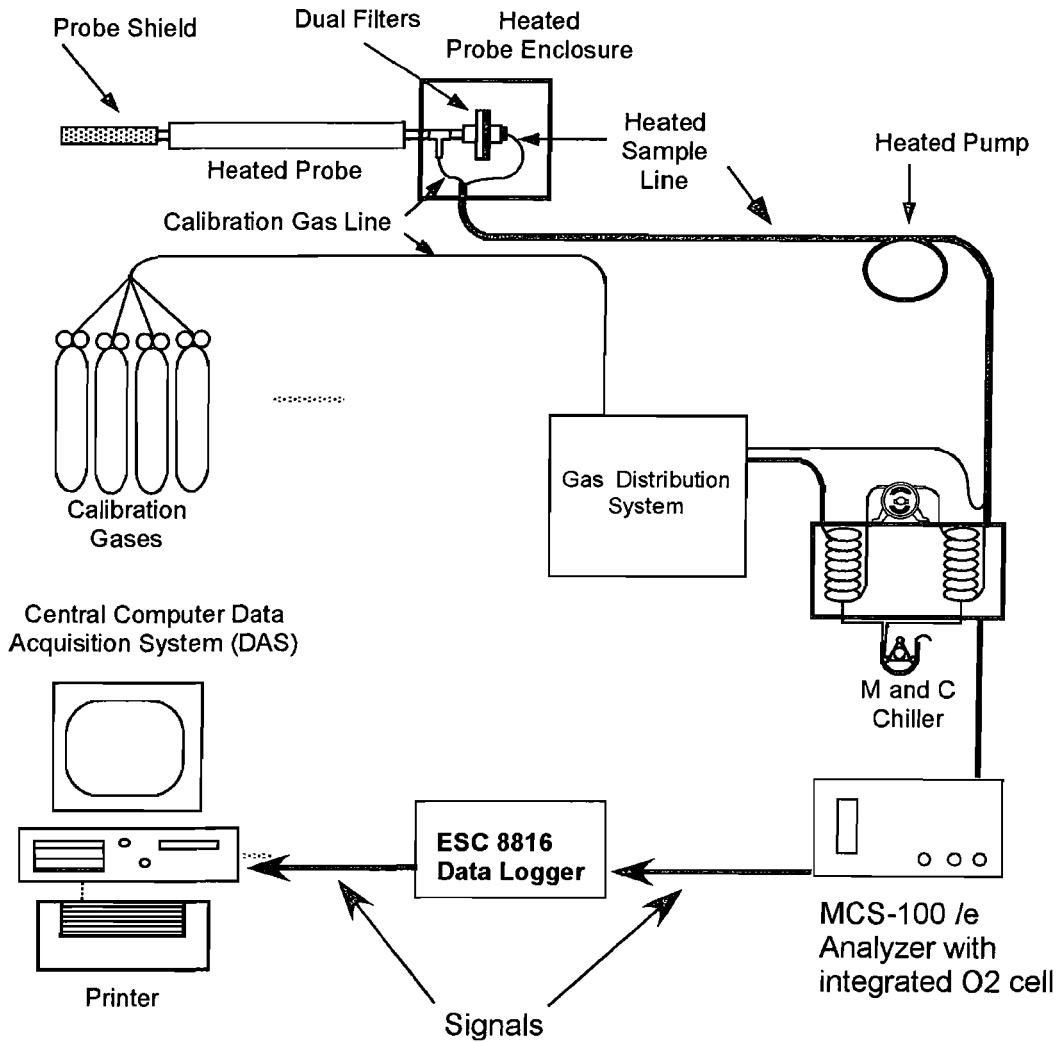 Probe Shield
Dual Filters
Heated
Probe Enclosure
Heated
Sample
Line
Heated Pump
Heated Probe
Calibration Gas Line
Calibration
Gases
Gas Distribution
System
Central Computer Data
Acquisition System (DAS)
M and C
Chiller
ESC 8816
Data Logger
MCS-100 /e
Analyzer with
integrated O2 cell
Printer
Signals